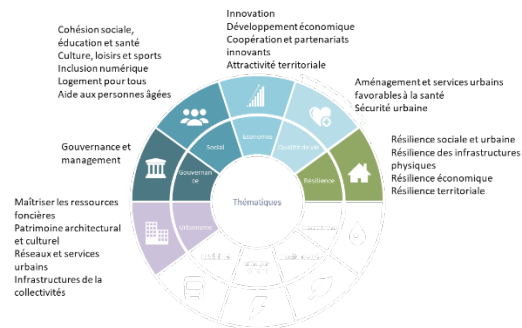 Cohésion sociale,
éducation et santé
Culture, loisirs et sports
Inclusion numérique
Logement pour tous
Aide aux personnes âgées
Innovation
Développement économique
Coopération et partenariats
innovants
Attractivité territoriale
Aménagement et services urbains
favorables à la santé
Sécurité urbaine
Gouvernance et
management
Résilience sociale et urbaine
Résilience des infrastructures
physiques
Résilience économique
Résilience territoriale
Maîtriser les ressources
foncières
Patrimoine architectural
et culturel
Réseaux et services
urbains
Infrastructures de la
collectivités
Social
Economie
Qualité de vie
Gouvernan
ce
Résilience
Urbanisme
Thématiques